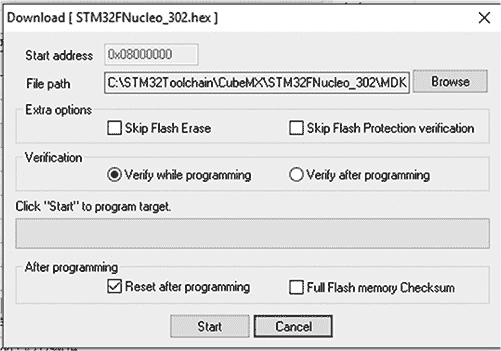 Download [ STM32FNucleo_302.hex ]
Start address 0x08000000
File path C:\STM32Toolchain\CubeMX\STM32FNucleo_302\MDK Browse
Extra options
Skip Flash Erase Skip Flash Protection verification
Verification
Verify while programming Verify after programming
Click "Start" to program target.
After programming
Reset after programming Full Flash memory Checksum
Start Cancel